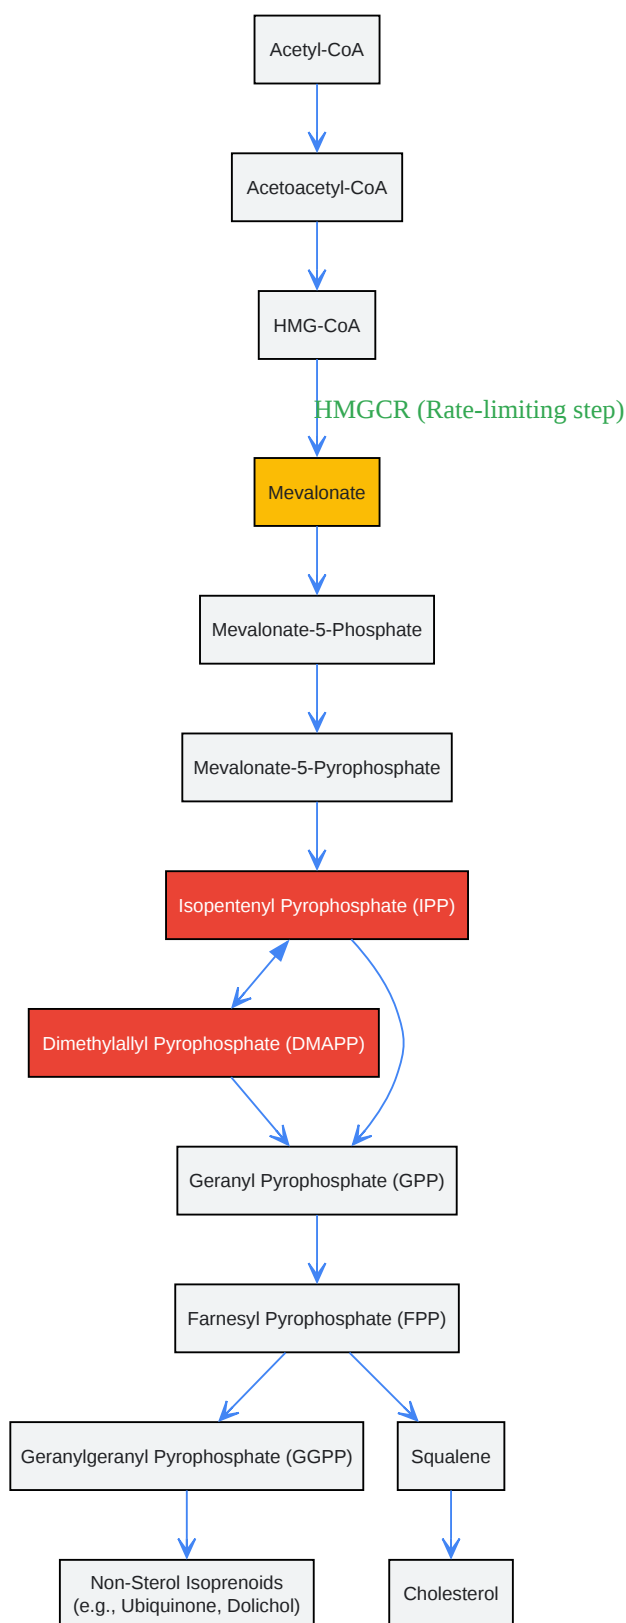 Acetyl-CoA
Acetoacetyl-CoA
HMG-CoA
HMGCR (Rate-limiting step)
Mevalonate
Mevalonate-5-Phosphate
Mevalonate-5-Pyrophosphate
Isopentenyl Pyrophosphate (IPP)
Dimethylallyl Pyrophosphate (DMAPP)
Geranyl Pyrophosphate (GPP)
Farnesyl Pyrophosphate (FPP)
Geranylgeranyl Pyrophosphate (GGPP)
Squalene
Non-Sterol Isoprenoids
(e.g., Ubiquinone, Dolichol)
Cholesterol